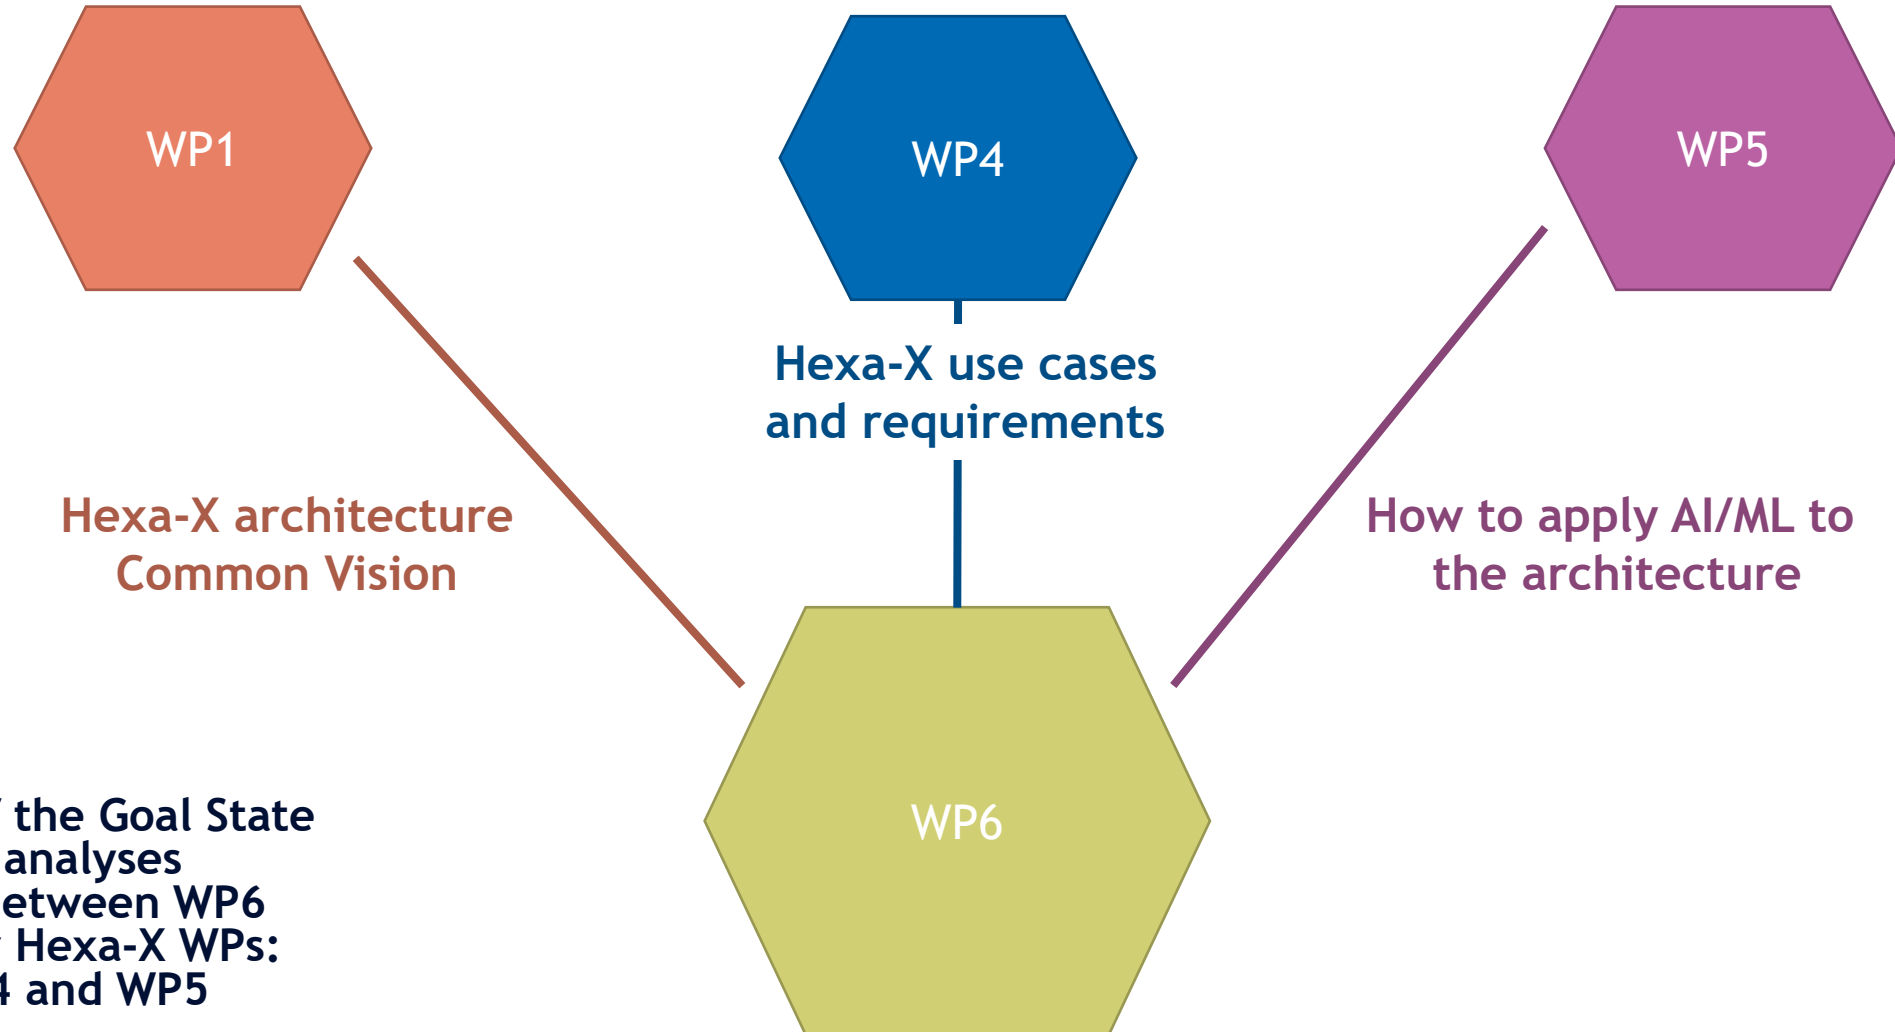 WP1
WP4
WP5
Hexa-X use cases
and requirements
Hexa-X architecture
Common Vision
How to apply AI/ML to
the architecture
WP6
the Goal State
analyses
etween WP6
Hexa-X WPs:
4 and WP5